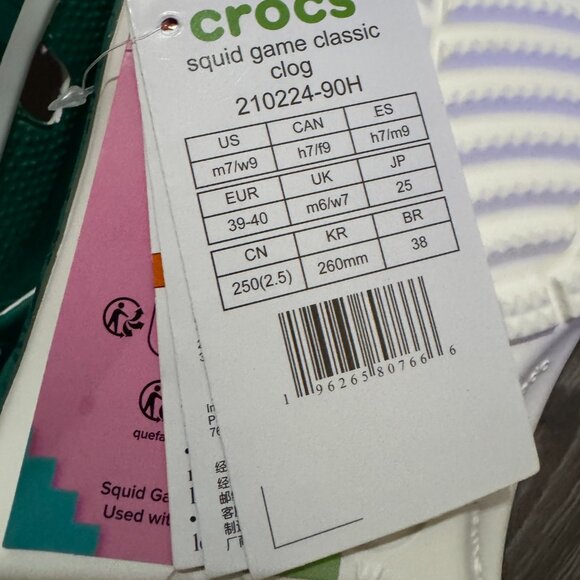 crocs
squid game classic
clog
210224-90H
US CAN ES
m7/w9 h7/f9 h7/m9
EUR UK JP
39-40 m6/w7 25
CN KR BR
250(2.5) 260mm 38
1 96265 80766 6
quefa
Squid Ga
Used wit